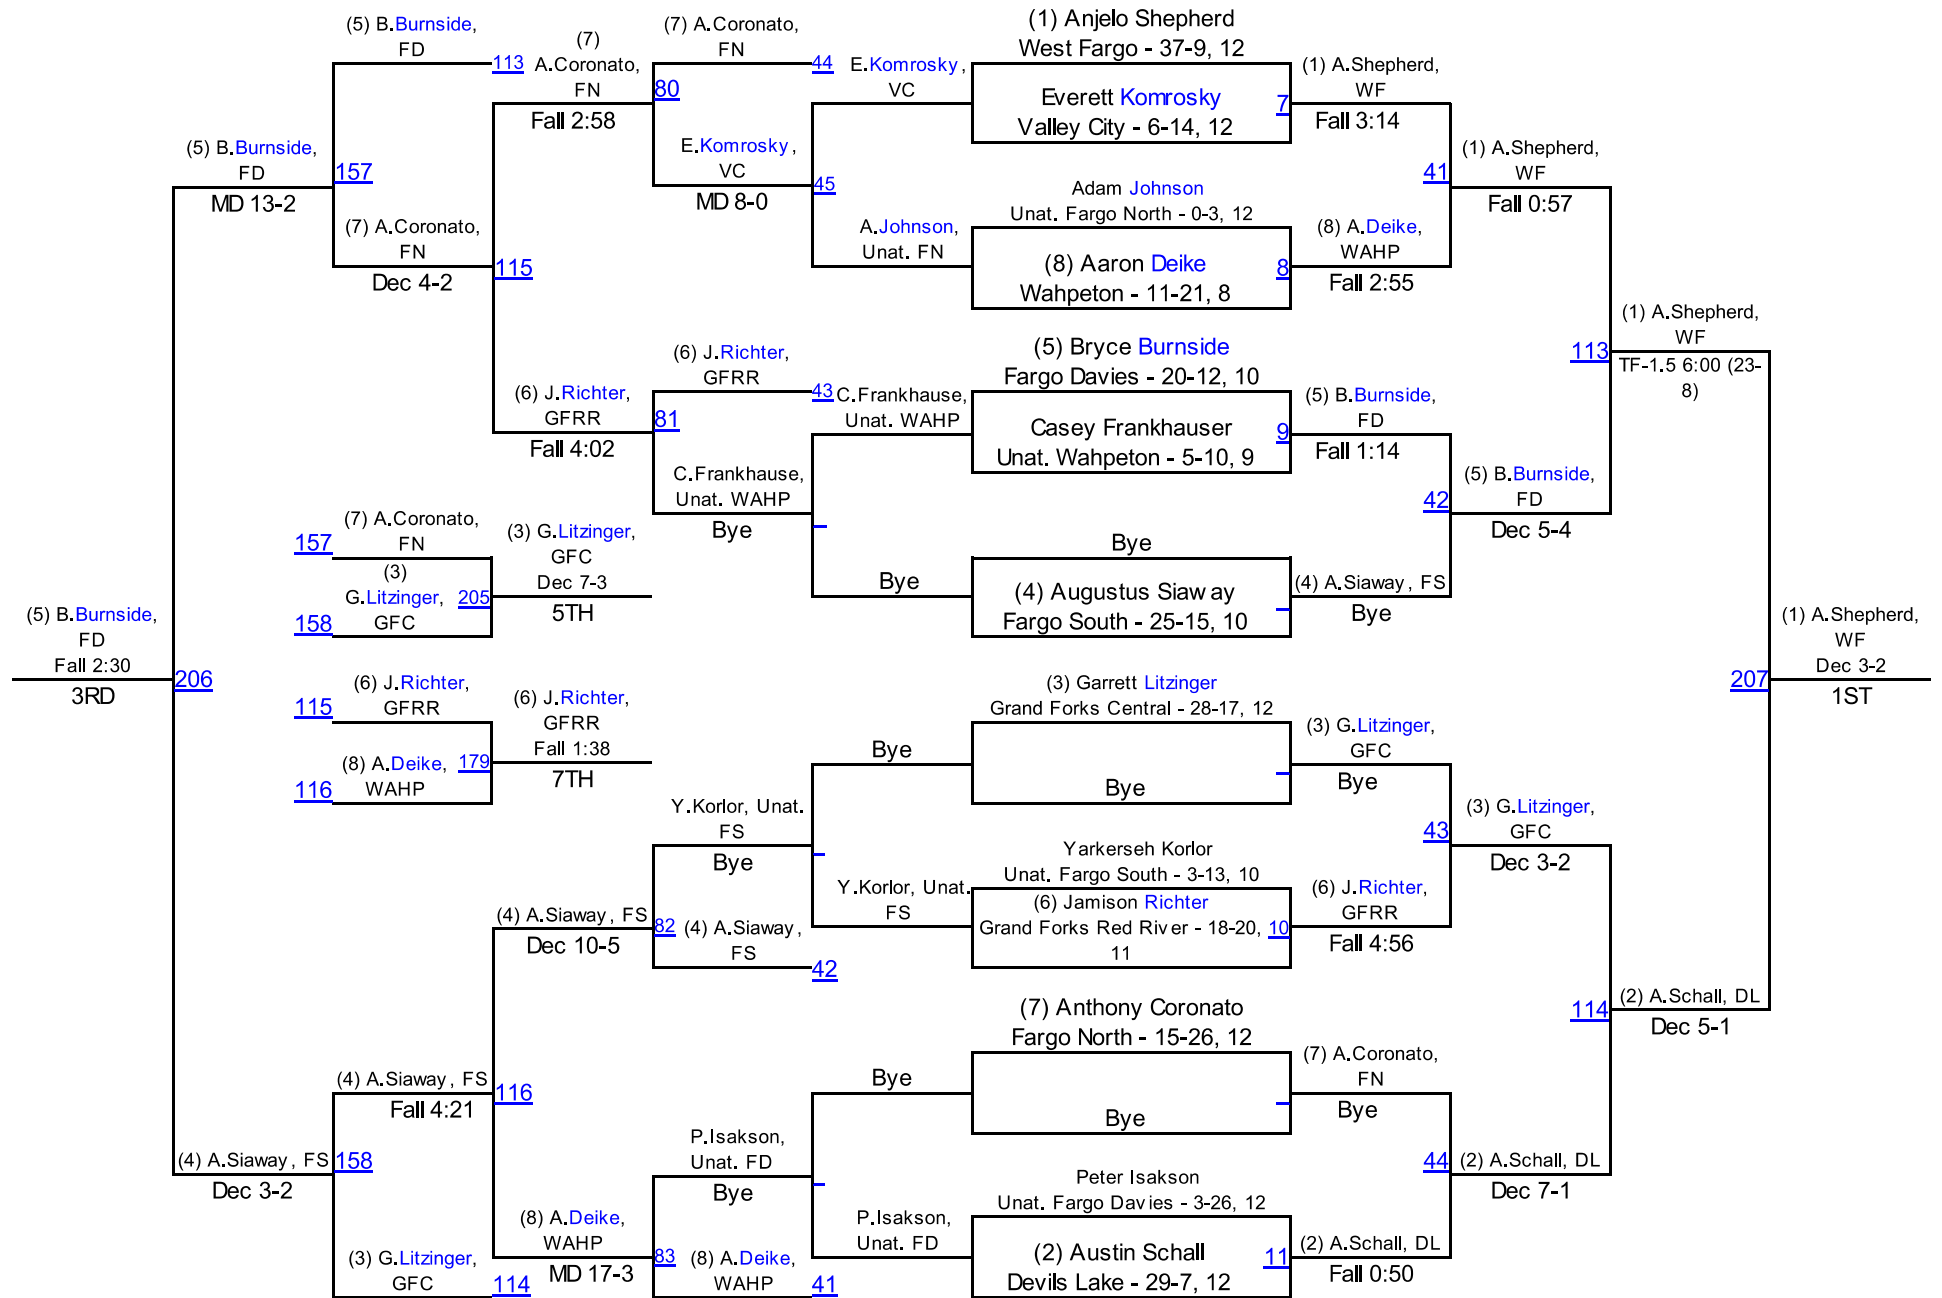 (5) B.Burnside,
FD
113
(7)
A.Coronato,
FN
Fall 2:58
80
(7) A.Coronato,
FN
44
E.Komrosky ,
VC
(1) Anjelo Shepherd
West Fargo - 37-9, 12
Everett Komrosky
Valley City - 6-14, 12
7
(1) A.Shepherd,
WF
Fall 3:14
(5) B.Burnside,
FD
MD 13-2
157
E.Komrosky ,
VC
MD 8-0
45
Adam Johnson
Unat. Fargo North - 0-3, 12
41
(1) A.Shepherd,
WF
Fall 0:57
(7) A.Coronato,
FN
Dec 4-2
115
A.Johnson,
Unat. FN
(8) Aaron Deike
Wahpeton - 11-21, 8
8
(8) A.Deike,
WAHP
Fall 2:55
(6) J.Richter,
GFRR
43
(5) Bryce Burnside
Fargo Davies - 20-12, 10
113
(1) A.Shepherd,
WF
TF-1.5 6:00 (23-
8)
(6) J.Richter,
GFRR
Fall 4:02
81
C.Frankhause,
Unat. WAHP
Casey Frankhauser
Unat. Wahpeton - 5-10, 9
9
(5) B.Burnside,
FD
Fall 1:14
C.Frankhause,
Unat. WAHP
Bye
42
(5) B.Burnside,
FD
Dec 5-4
157
(7) A.Coronato,
FN
(3) G.Litzinger,
GFC
Dec 7-3
5TH
Bye
(3)
G.Litzinger,
GFC
205
158
Bye
(4) Augustus Siaway
Fargo South - 25-15, 10
(4) A.Siaway , FS
Bye
(5) B.Burnside,
FD
Fall 2:30
3RD
206
(1) A.Shepherd,
WF
Dec 3-2
1ST
207
115
(6) J.Richter,
GFRR
(6) J.Richter,
GFRR
Fall 1:38
7TH
(3) Garrett Litzinger
Grand Forks Central - 28-17, 12
116
(8) A.Deike,
WAHP
179
Bye
Bye
(3) G.Litzinger,
GFC
Bye
Y.Korlor, Unat.
FS
Bye
Yarkerseh Korlor
Unat. Fargo South - 3-13, 10
43
(3) G.Litzinger,
GFC
Dec 3-2
(4) A.Siaway , FS
Dec 10-5
82
(4) A.Siaway ,
FS
42
Y.Korlor, Unat.
FS
(6) Jamison Richter
Grand Forks Red River - 18-20,
11
10
(6) J.Richter,
GFRR
Fall 4:56
(7) Anthony Coronato
Fargo North - 15-26, 12
114
(2) A.Schall, DL
Dec 5-1
(4) A.Siaway , FS
Fall 4:21
116
Bye
Bye
(7) A.Coronato,
FN
Bye
(4) A.Siaway , FS
Dec 3-2
158
P.Isakson,
Unat. FD
Bye
Peter Isakson
Unat. Fargo Davies - 3-26, 12
44
(2) A.Schall, DL
Dec 7-1
(3) G.Litzinger,
GFC
114
(8) A.Deike,
WAHP
MD 17-3
83
(8) A.Deike,
WAHP
41
P.Isakson,
Unat. FD
(2) Austin Schall
Devils Lake - 29-7, 12
11
(2) A.Schall, DL
Fall 0:50